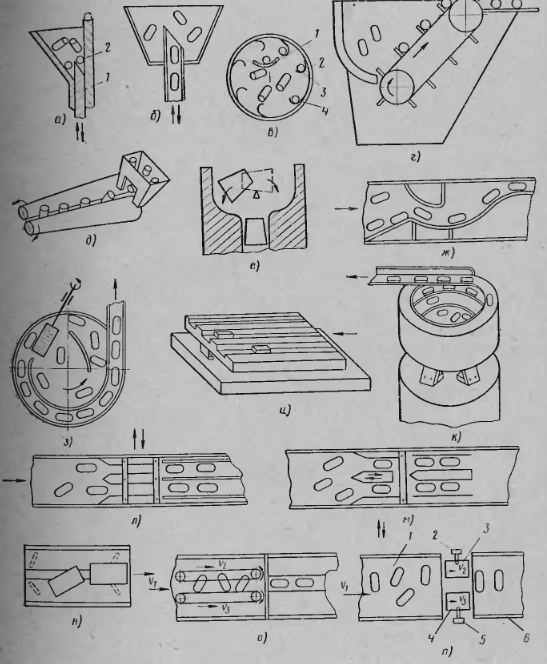 2
1
а)
б)
1
2
3
4
в)
г)
д)
е)
ж)
з)
и)
к)
л)
м)
н)
V₁
V₂
V₃
о)
V₁
1
2
3
V₂
V₃
4
5
6
п)